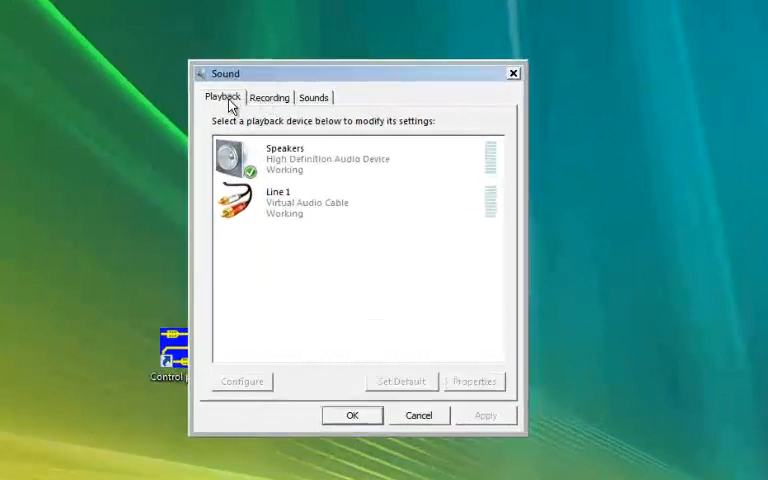 Sound
Playback Recording Sounds
Select a playback device below to modify its settings:
Speakers
High Definition Audio Device
Working
Line 1
Virtual Audio Cable
Working
Control p
Configure Set Default Properties
OK Cancel Apply